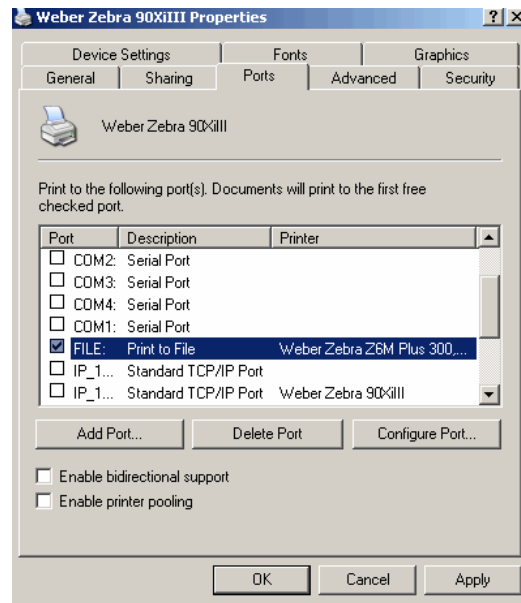 Weber Zebra 90XiIII Properties
Device Settings Fonts Graphics
General Sharing Ports Advanced Security
Weber Zebra 90XiIII
Print to the following port(s). Documents will print to the first free
checked port.
Port Description Printer
COM2: Serial Port
COM3: Serial Port
COM4: Serial Port
COM1: Serial Port
FILE: Print to File Weber Zebra Z6M Plus 300,...
IP_1... Standard TCP/IP Port
IP_1... Standard TCP/IP Port Weber Zebra 90XiIII
Add Port... Delete Port Configure Port...
Enable bidirectional support
Enable printer pooling
OK Cancel Apply